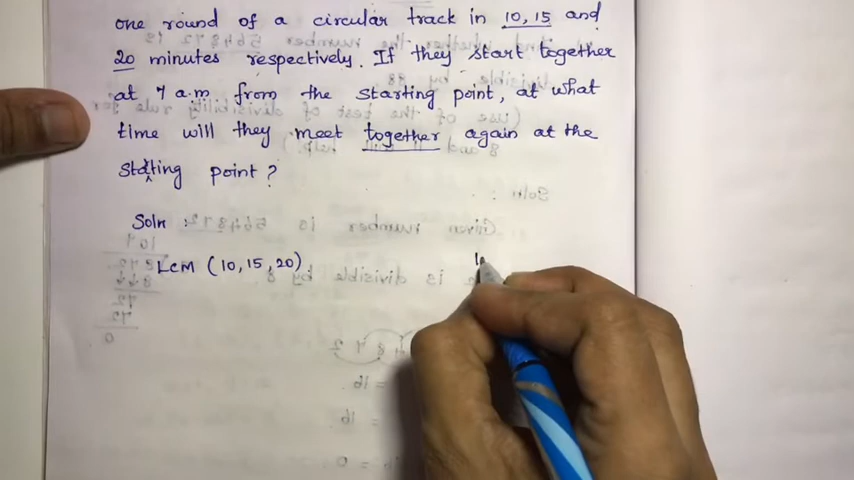 one round of a circular track in 10, 15 and
20 minutes respectively. If they start together
at 7 a.m from the starting point, at what
time will they meet together again at the
starting point?
Soln :
LCM (10, 15, 20)